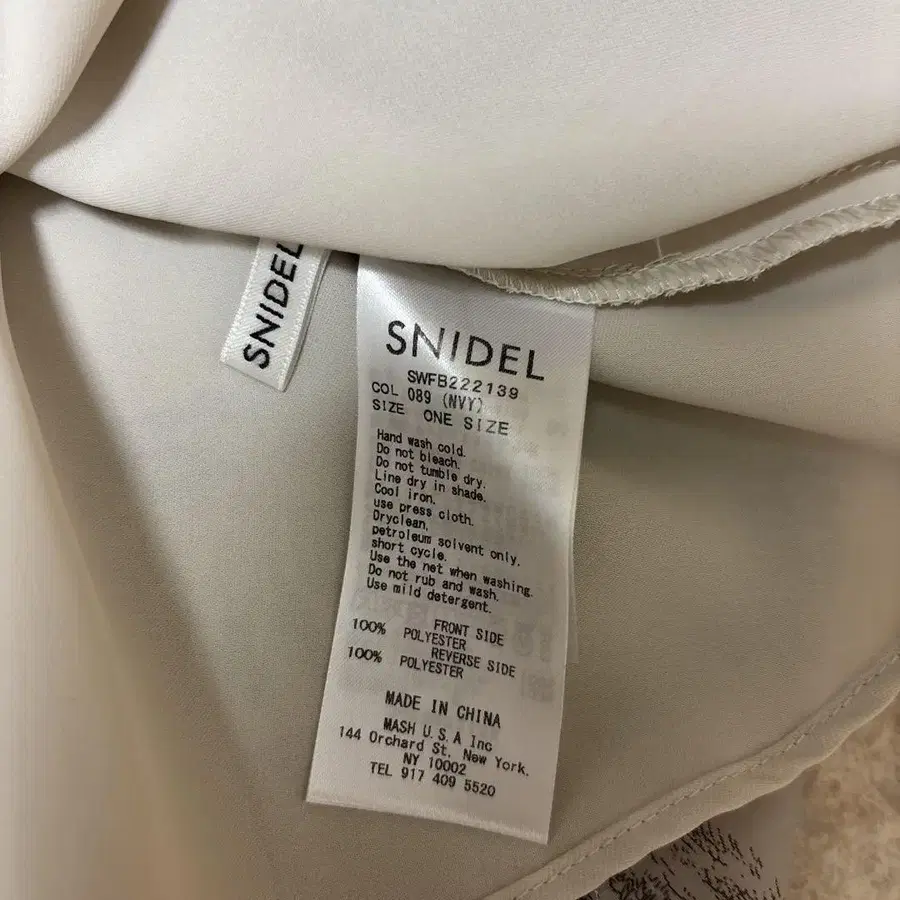 SNIDEL
SNIDEL
SWFB222139
COL 089 (NVY)
SIZE ONE SIZE
Hand wash cold.
Do not bleach.
Do not tumble dry.
Line dry in shade.
Cool iron.
use press cloth.
Dryclean,
petroleum solvent only,
short cycle.
Use the net when washing.
Do not rub and wash.
Use mild detergent.
FRONT SIDE
100% POLYESTER
REVERSE SIDE
100% POLYESTER
MADE IN CHINA
MASH U.S.A Inc
144 Orchard St. New York.
NY 10002
TEL 917 409 5520